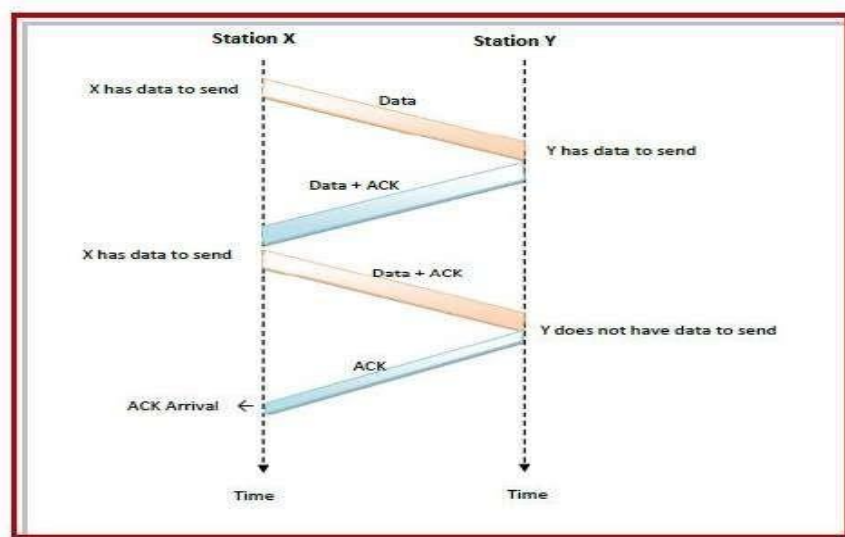 Station X
Station Y
X has data to send
Data
Y has data to send
Data + ACK
X has data to send
Data + ACK
Y does not have data to send
ACK
ACK Arrival ←
Time
Time